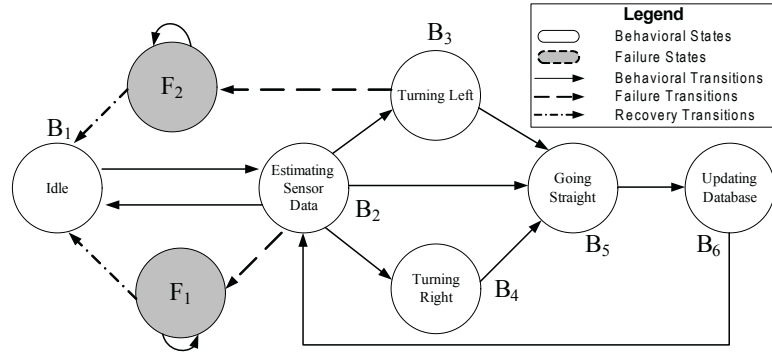 Legend
Behavioral States
Failure States
Behavioral Transitions
Failure Transitions
Recovery Transitions
F2
B3
Turning Left
B1
Idle
Estimating
Sensor
Data
B2
Going
Straight
B5
Updating
Database
B6
F1
Turning
Right
B4